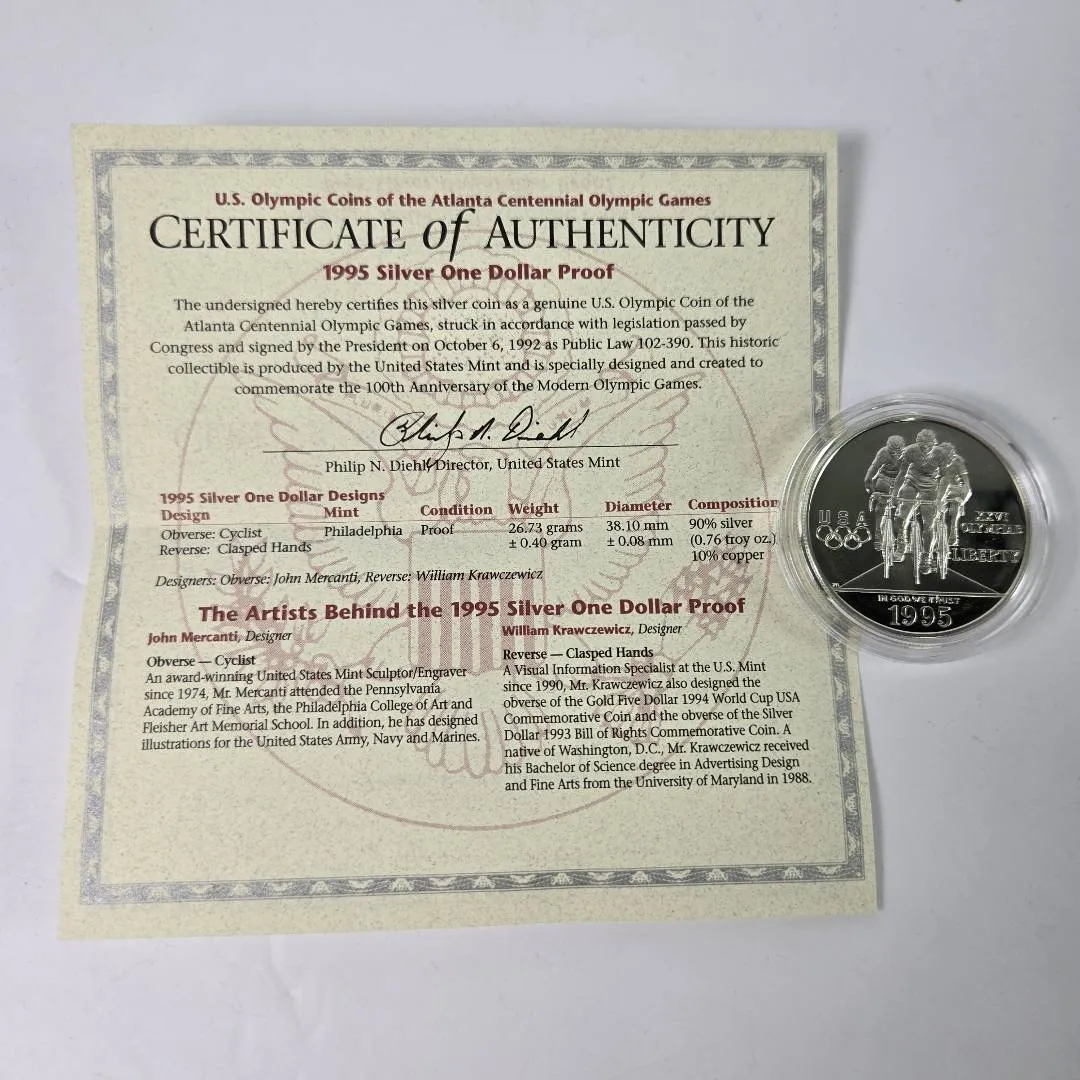 U.S. Olympic Coins of the Atlanta Centennial Olympic Games
CERTIFICATE of AUTHENTICITY
1995 Silver One Dollar Proof
The undersigned hereby certifies this silver coin as a genuine U.S. Olympic Coin of the
Atlanta Centennial Olympic Games, struck in accordance with legislation passed by
Congress and signed by the President on October 6, 1992 as Public Law 102-390. This historic
collectible is produced by the United States Mint and is specially designed and created to
commemorate the 100th Anniversary of the Modern Olympic Games.
Philip N. Diehl
Philip N. Diehl, Director, United States Mint
1995 Silver One Dollar Designs
Design Mint Condition Weight Diameter Composition
Obverse: Cyclist Philadelphia Proof 26.73 grams 38.10 mm 90% silver
Reverse: Clasped Hands ± 0.40 gram ± 0.08 mm (0.76 troy oz.)
10% copper
Designers: Obverse: John Mercanti, Reverse: William Krawczewicz
The Artists Behind the 1995 Silver One Dollar Proof
John Mercanti, Designer
Obverse — Cyclist
An award-winning United States Mint Sculptor/Engraver
since 1974, Mr. Mercanti attended the Pennsylvania
Academy of Fine Arts, the Philadelphia College of Art and
Fleisher Art Memorial School. In addition, he has designed
illustrations for the United States Army, Navy and Marines.
William Krawczewicz, Designer
Reverse — Clasped Hands
A Visual Information Specialist at the U.S. Mint
since 1990, Mr. Krawczewicz also designed the
obverse of the Gold Five Dollar 1994 World Cup USA
Commemorative Coin and the obverse of the Silver
Dollar 1993 Bill of Rights Commemorative Coin. A
native of Washington, D.C., Mr. Krawczewicz received
his Bachelor of Science degree in Advertising Design
and Fine Arts from the University of Maryland in 1988.
USA
XXVI
OLYMPIAD
LIBERTY
IN GOD WE TRUST
1995